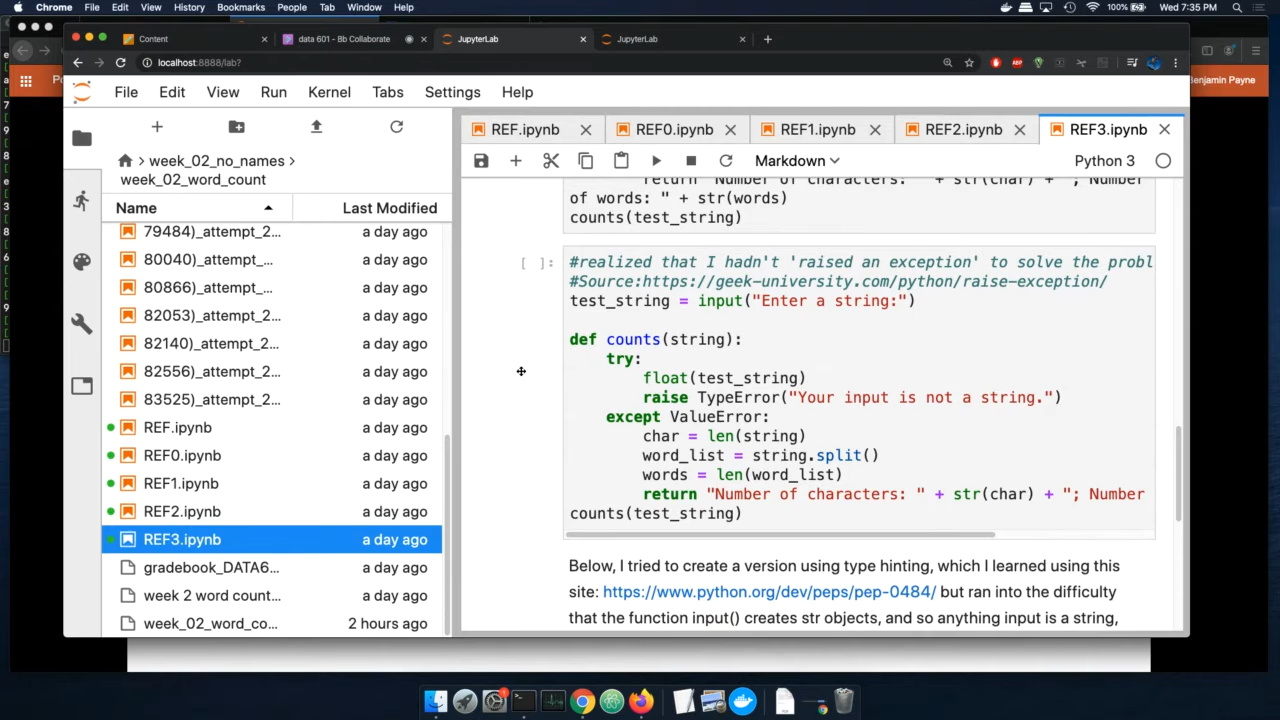 Chrome File Edit View History Bookmarks People Tab Window Help 100% Wed 7:35 PM
Content data 601 - Bb Collaborate JupyterLab JupyterLab
localhost:8888/lab?
Benjamin Payne
File Edit View Run Kernel Tabs Settings Help
REF.ipynb REF0.ipynb REF1.ipynb REF2.ipynb REF3.ipynb
Markdown Python 3
week_02_no_names >
week_02_word_count
Name Last Modified
79484)_attempt_2... a day ago
80040)_attempt_... a day ago
80866)_attempt_... a day ago
82053)_attempt_2... a day ago
82140)_attempt_2... a day ago
82556)_attempt_2... a day ago
83525)_attempt_2... a day ago
REF.ipynb a day ago
REF0.ipynb a day ago
REF1.ipynb a day ago
REF2.ipynb a day ago
REF3.ipynb a day ago
gradebook_DATA6... a day ago
week 2 word count... a day ago
week_02_word_co... 2 hours ago
return "Number of characters: " + str(char) + "; Number
of words: " + str(words)
counts(test_string)
[ ]:
#realized that I hadn't 'raised an exception' to solve the probl
#Source:https://geek-university.com/python/raise-exception/
test_string = input("Enter a string:")
def counts(string):
try:
float(test_string)
raise TypeError("Your input is not a string.")
except ValueError:
char = len(string)
word_list = string.split()
words = len(word_list)
return "Number of characters: " + str(char) + "; Number
counts(test_string)
Below, I tried to create a version using type hinting, which I learned using this
site: https://www.python.org/dev/peps/pep-0484/ but ran into the difficulty
that the function input() creates str objects, and so anything input is a string,